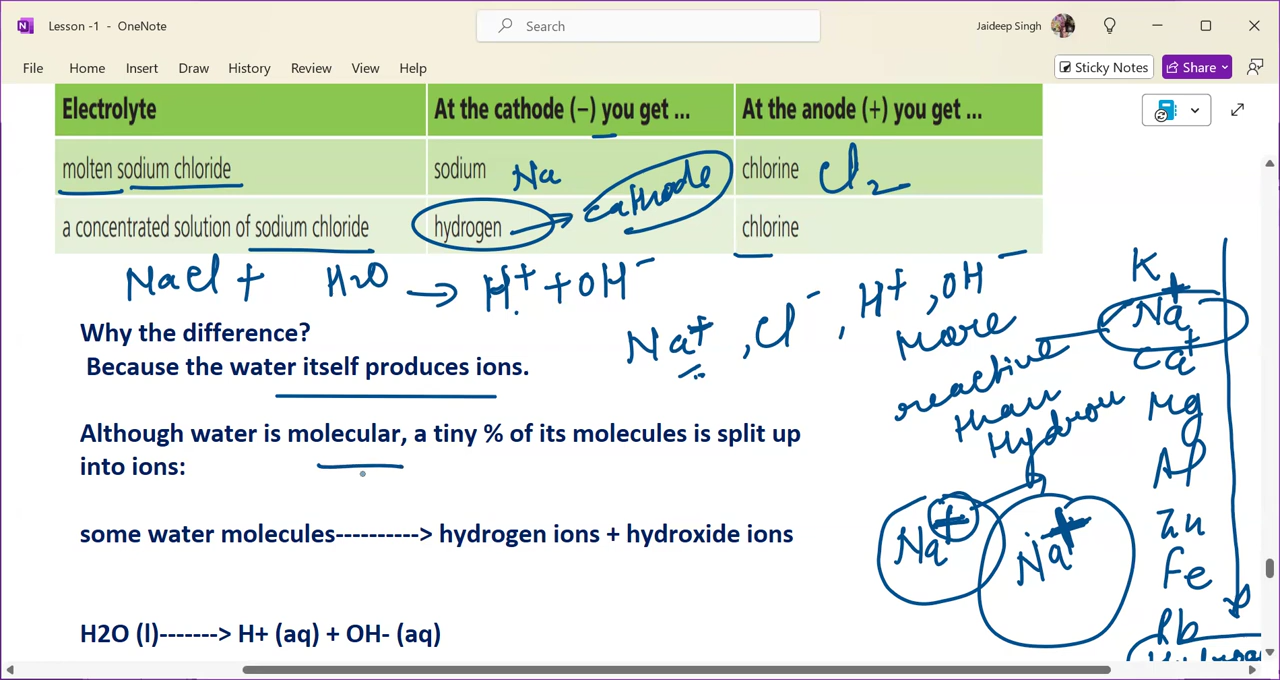 Lesson -1 - OneNote
Search
Jaideep Singh
File Home Insert Draw History Review View Help
Sticky Notes
Share
Electrolyte At the cathode (–) you get ... At the anode (+) you get ...
molten sodium chloride sodium Na chlorine Cl2
cathode
a concentrated solution of sodium chloride hydrogen chlorine
NaCl + H2O → H+ + OH-
Na+, Cl-, H+, OH-
Why the difference?
Because the water itself produces ions.
More
reactive
than
Although water is molecular, a tiny % of its molecules is split up
into ions:
some water molecules----------> hydrogen ions + hydroxide ions
H2O (l)-------> H+ (aq) + OH- (aq)
Na+ Na+
K
Na+
Ca+
Mg
Al
Zn
Fe
Pb